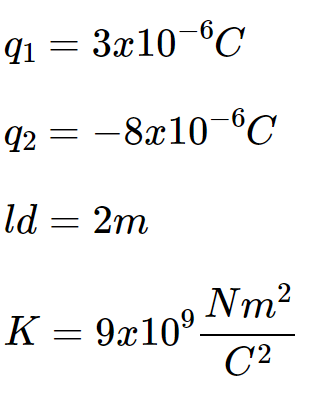 q₁ = 3x10⁻⁶C
q₂ = −8x10⁻⁶C
ld = 2m
K = 9x10⁹ Nm²/C²